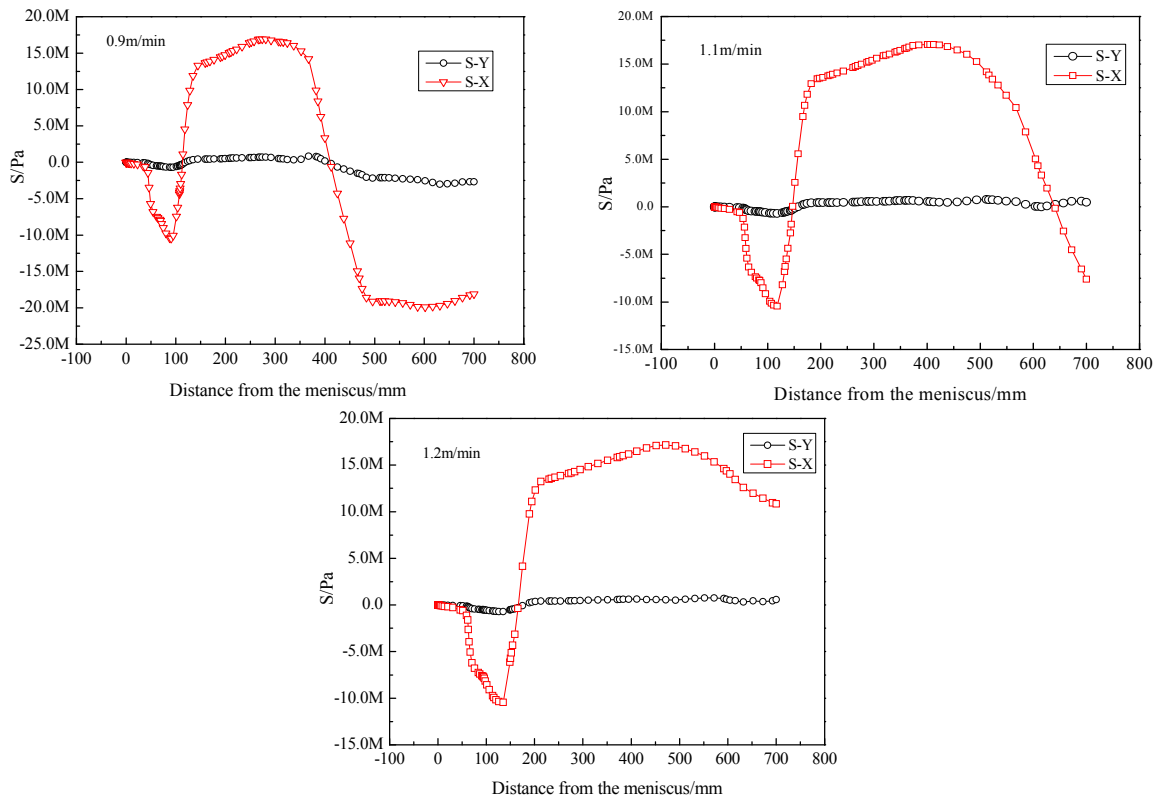 20.0M
15.0M
10.0M
5.0M
0.0
-5.0M
-10.0M
-15.0M
-20.0M
-25.0M
S/Pa
0.9m/min
S-Y
S-X
-100 0 100 200 300 400 500 600 700 800
Distance from the meniscus/mm
20.0M
15.0M
10.0M
5.0M
0.0
-5.0M
-10.0M
-15.0M
S/Pa
1.1m/min
S-Y
S-X
-100 0 100 200 300 400 500 600 700 800
Distance from the meniscus/mm
20.0M
15.0M
10.0M
5.0M
0.0
-5.0M
-10.0M
-15.0M
S/Pa
1.2m/min
S-Y
S-X
-100 0 100 200 300 400 500 600 700 800
Distance from the meniscus/mm